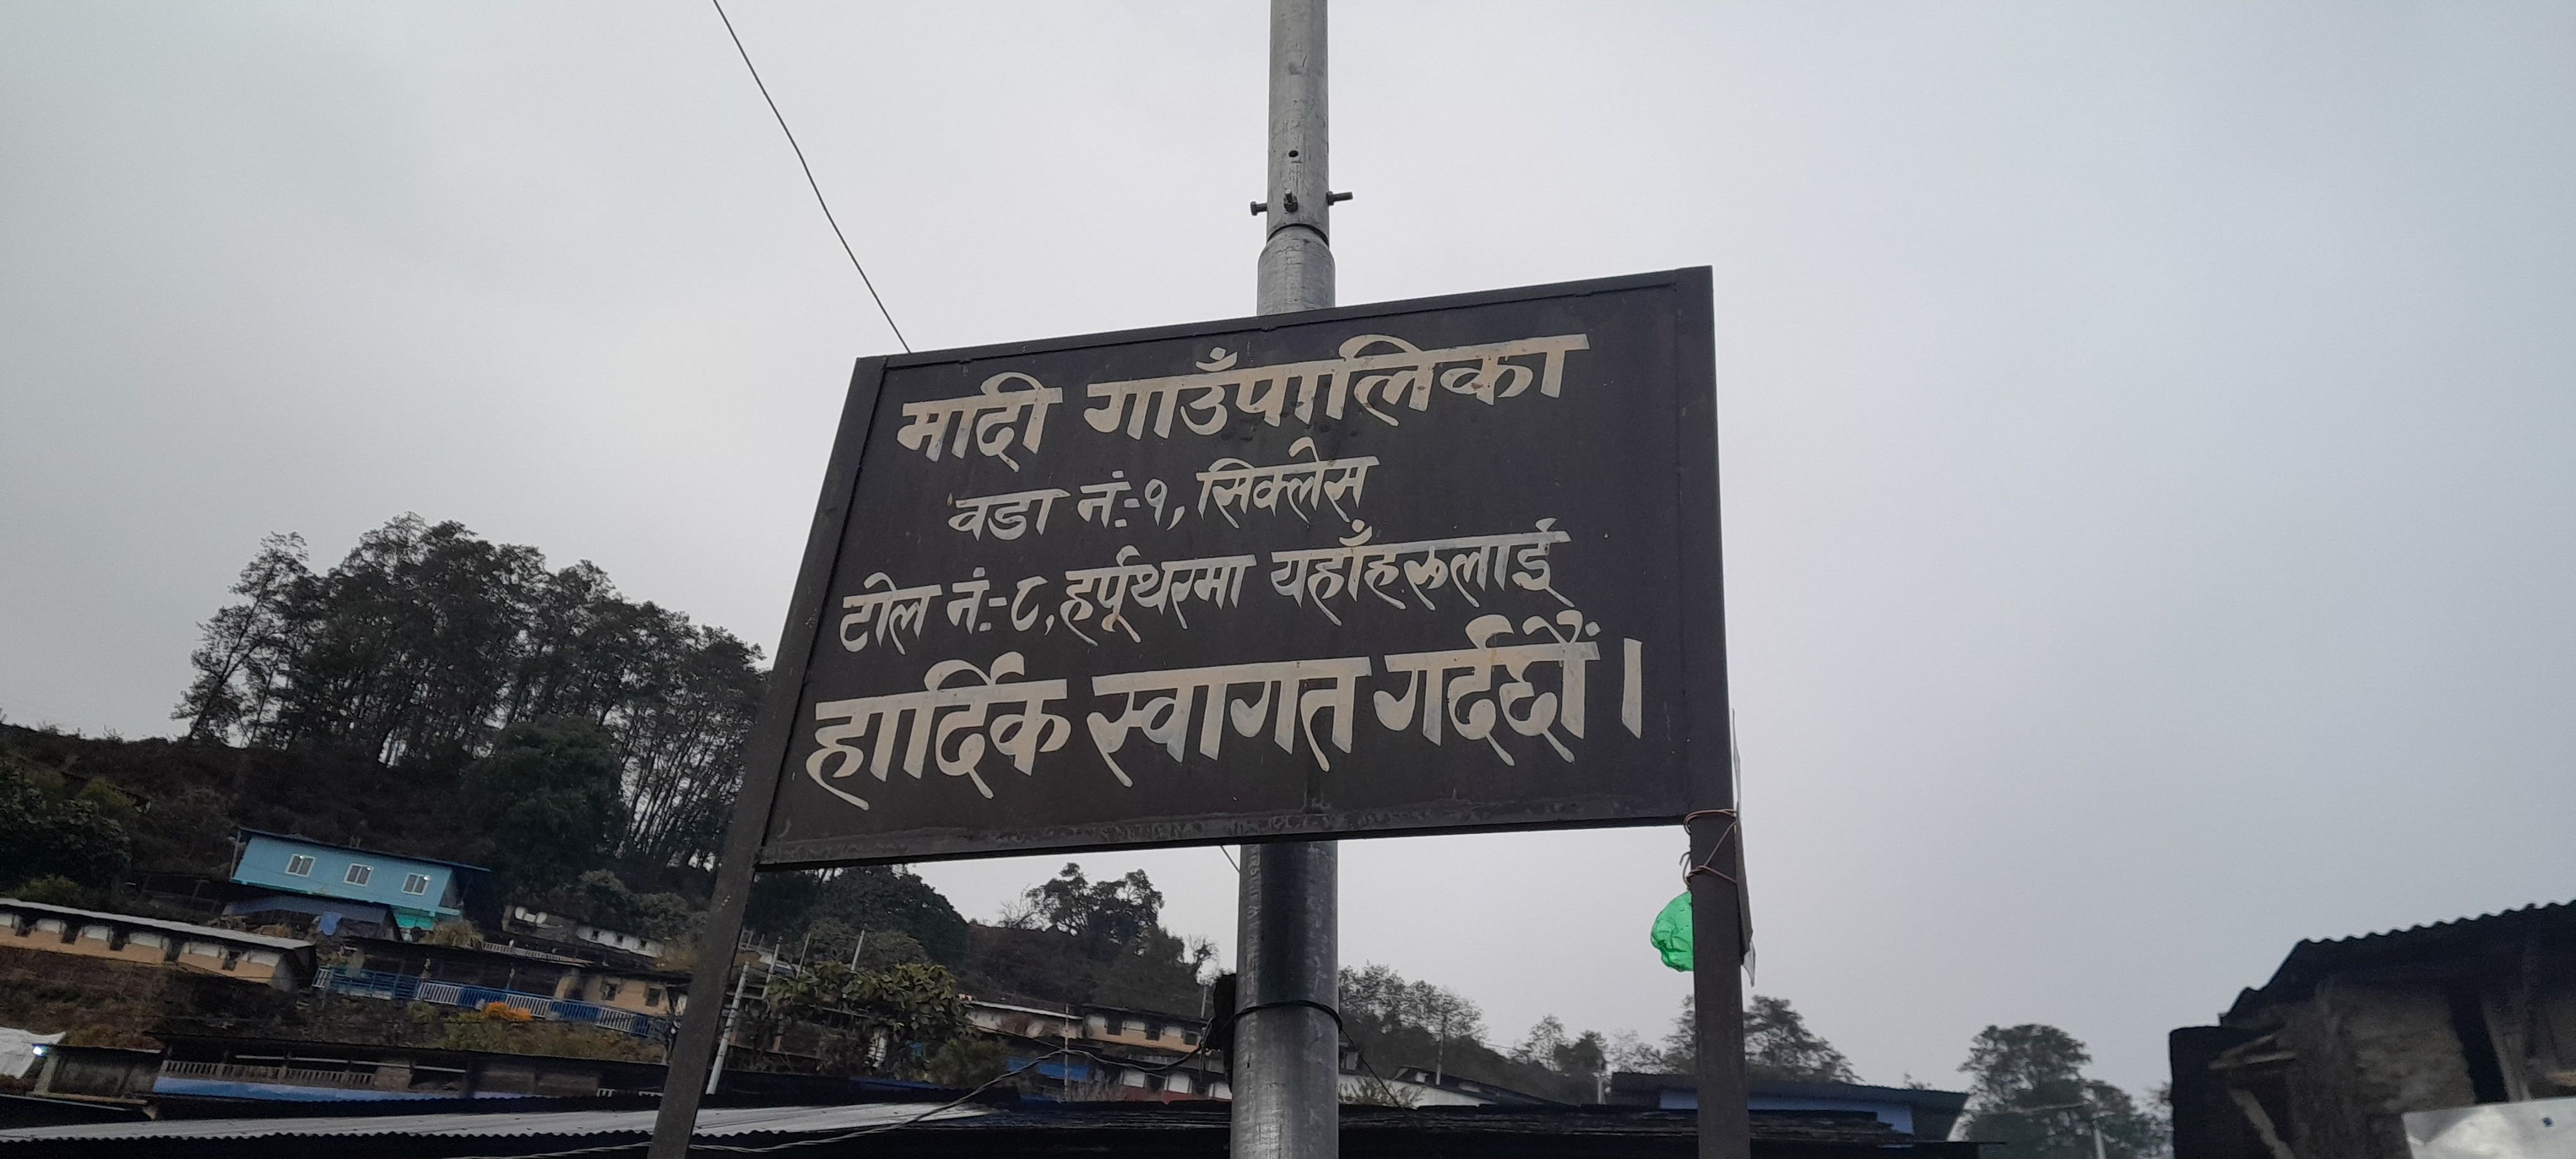 मादी गाउँपालिका
वडा नं:-१, सिक्लेस
टोल नं:-८, हर्पूथरमा यहाँहरूलाई
हार्दिक स्वागत गर्दछौं।